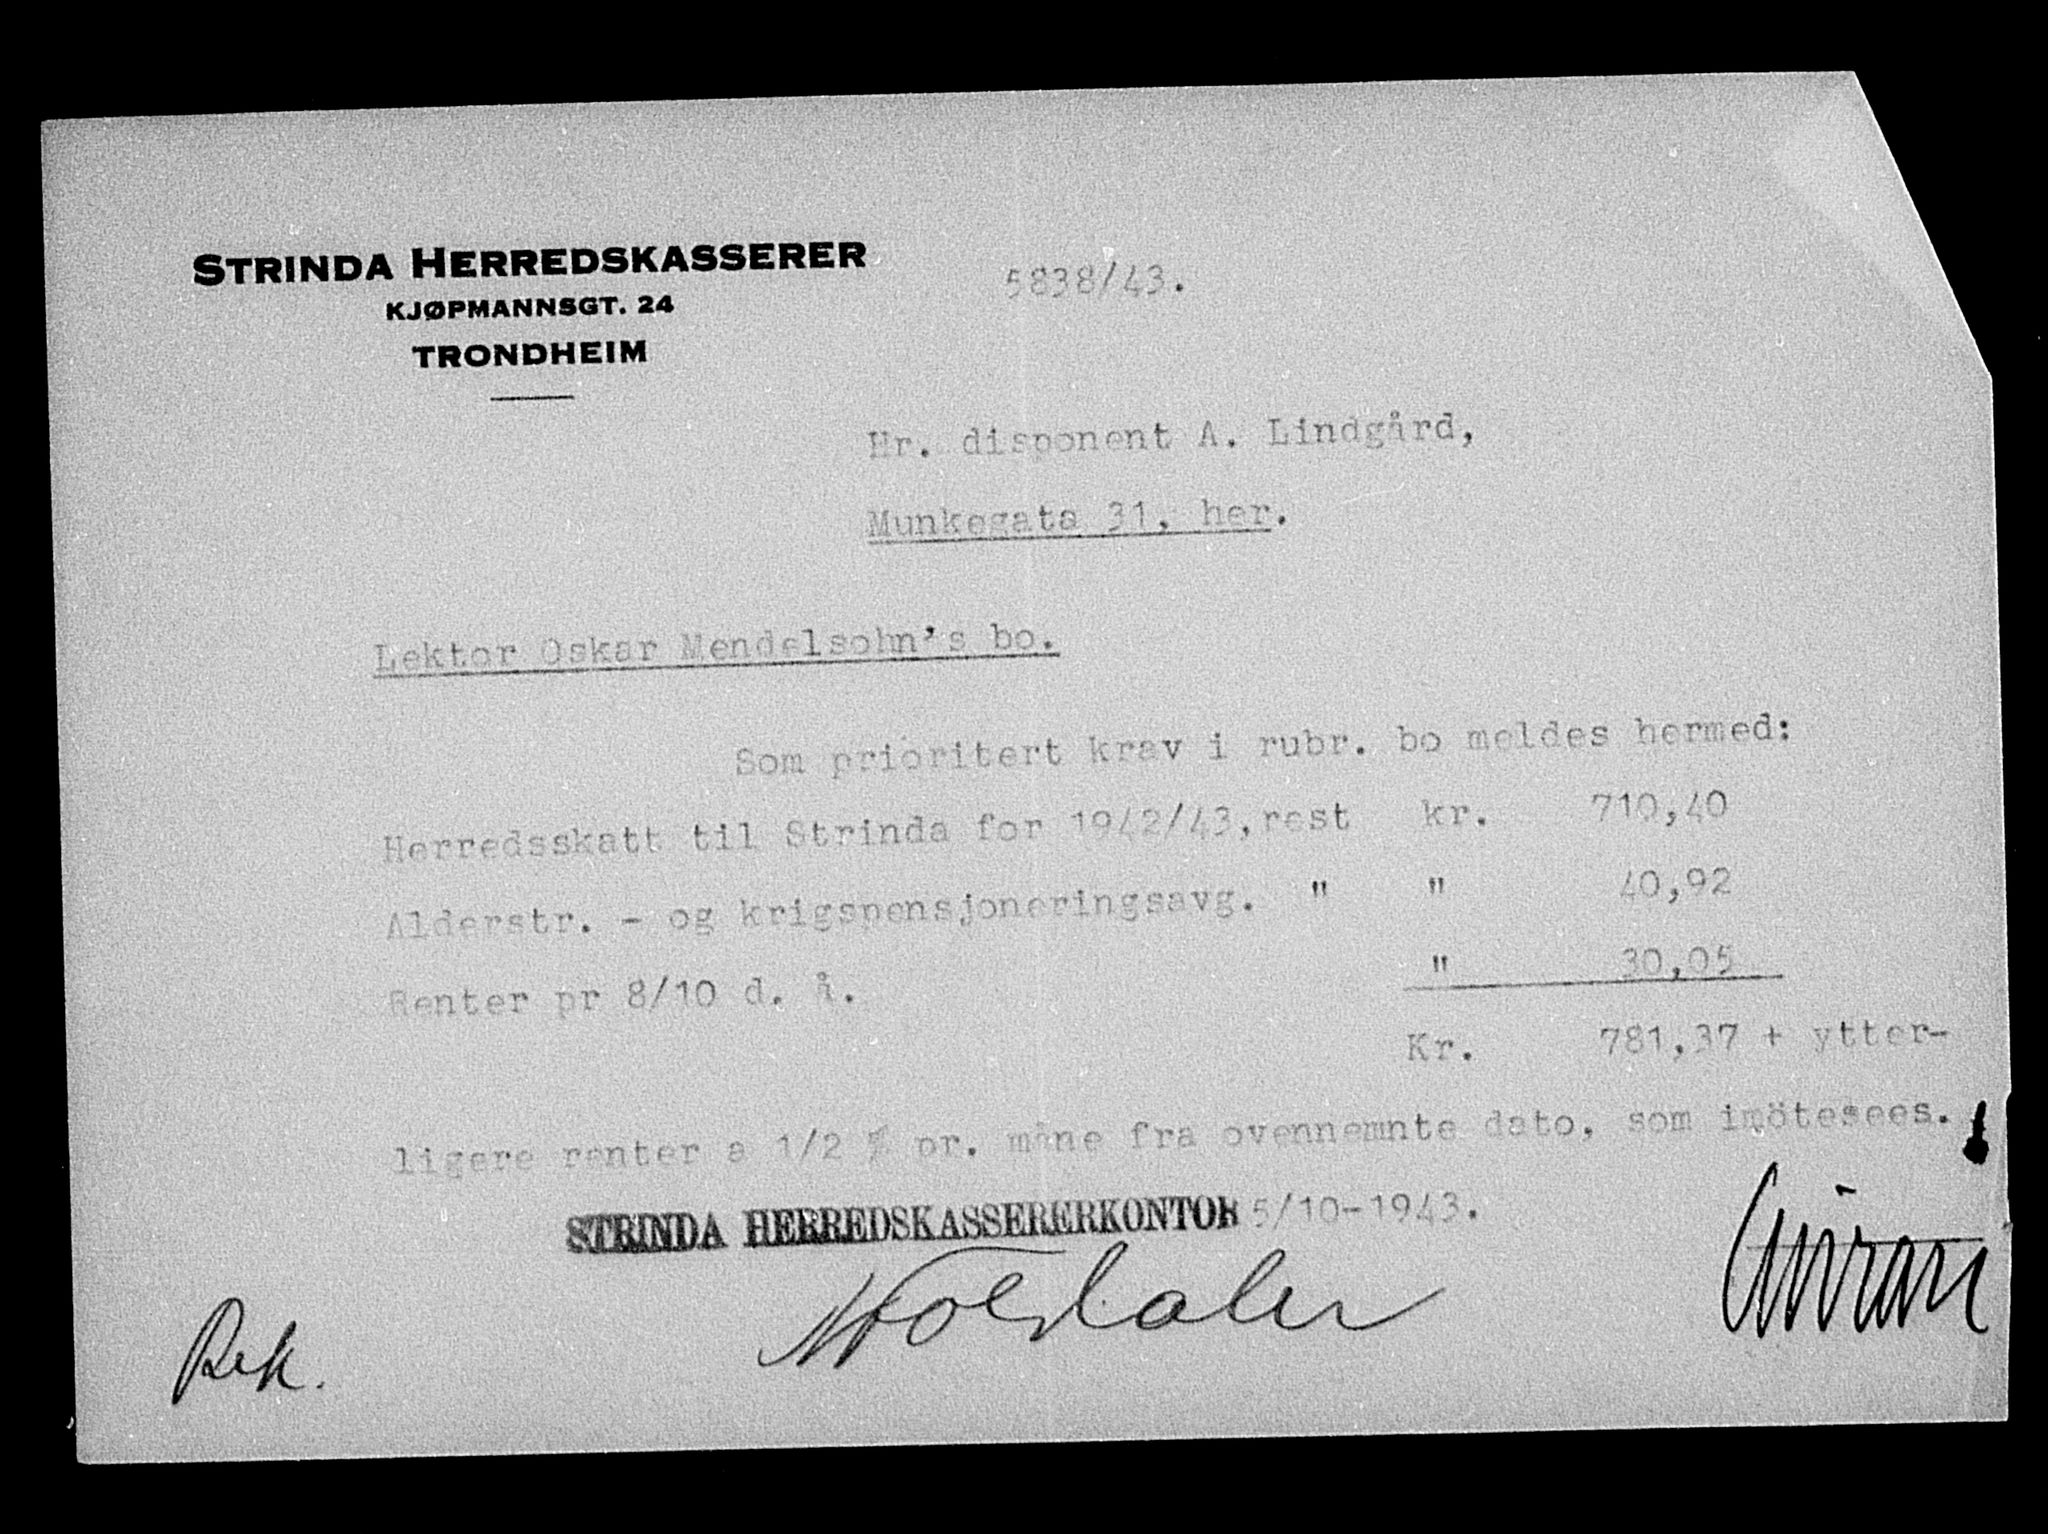 STRINDA HERREDSKASSERER
KJØPMANNSGT. 24
TRONDHEIM
5838/43.
Hr. disponent A. Lindgård,
Munkegata 31, her.
Lektor Oskar Mendelsohn's bo.
Som prioritert krav i rubr. bo meldes hermed:
Herredsskatt til Strinda for 1942/43, rest kr. 710,40
Alderstr. - og krigspensjoneringsavg. " " 40,92
Renter pr 8/10 d. å. " 30,05
Kr. 781,37 + ytter-
ligere renter a 1/2 % pr. måne fra ovennemnte dato, som imötesees.
STRINDA HERREDSKASSERERKONTOR 5/10-1943.
Rek.